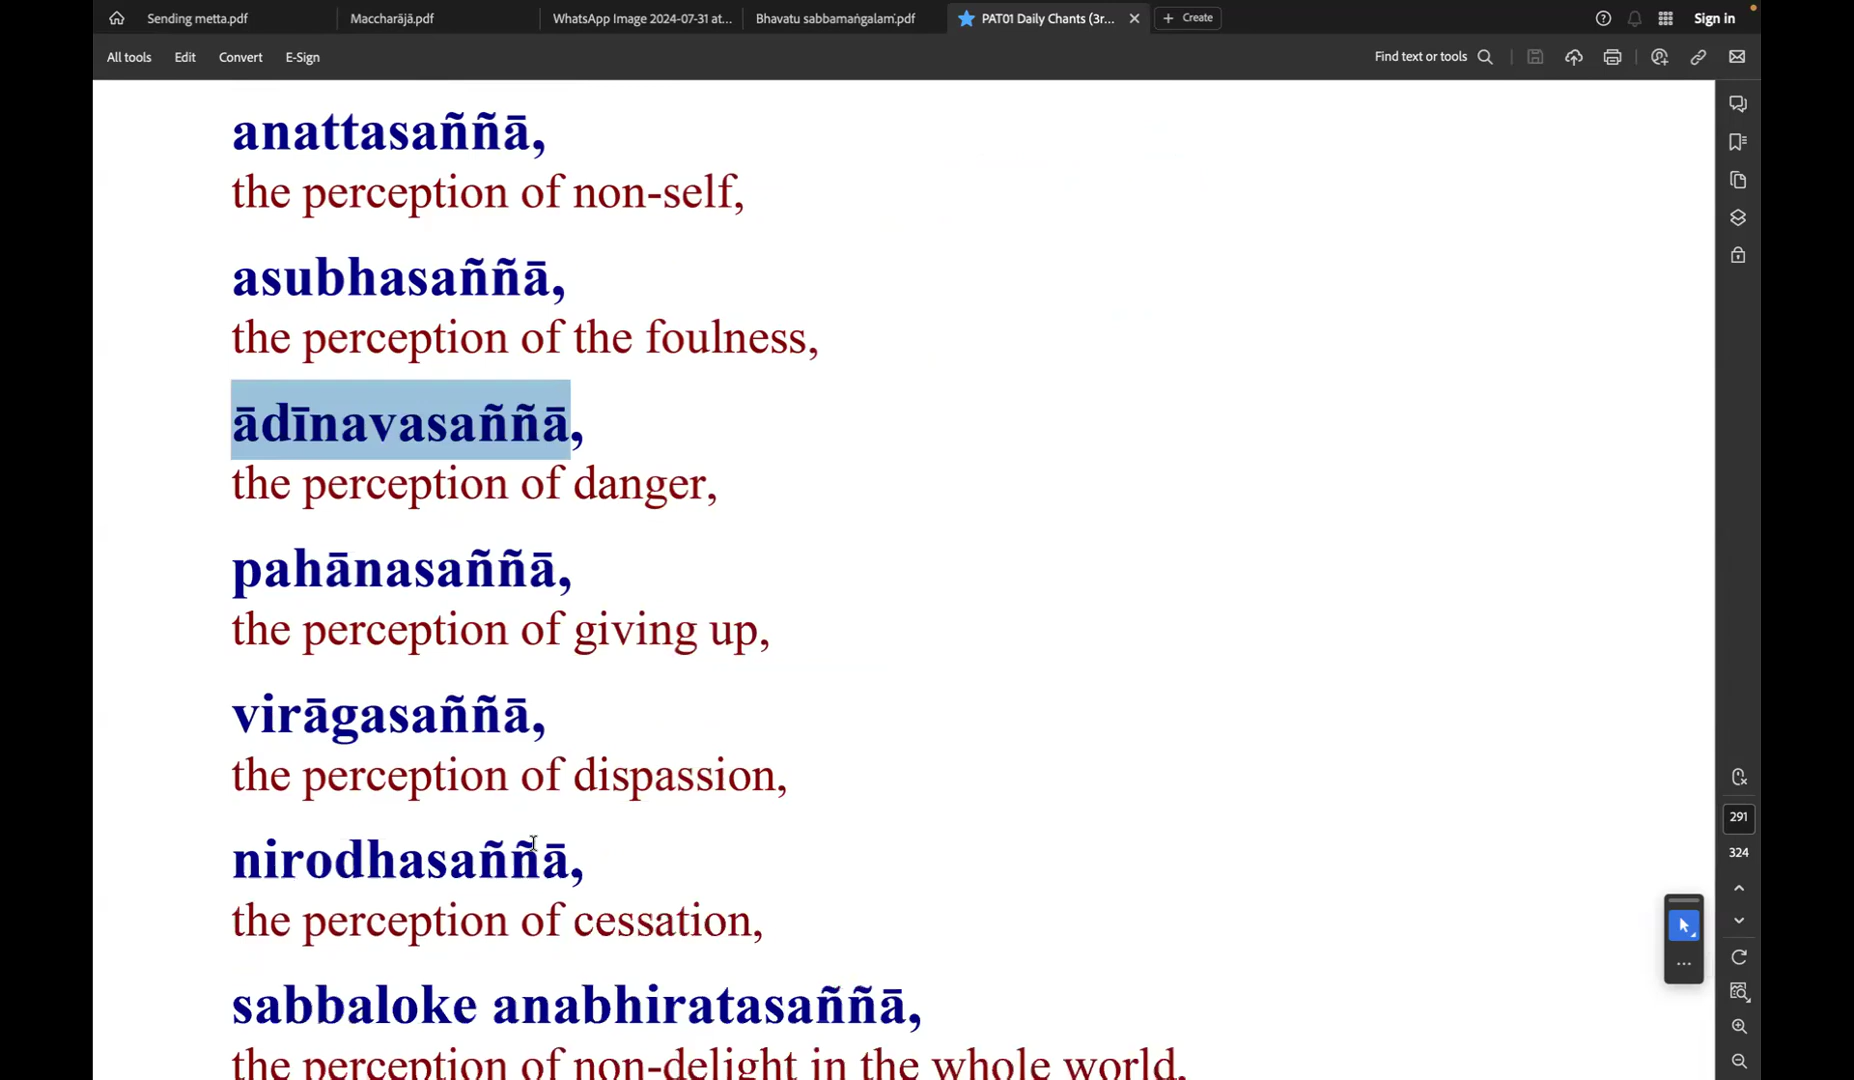 Sending metta.pdf
Maccharājā.pdf
WhatsApp Image 2024-07-31 at...
Bhavatu sabbamaṅgalaṁ.pdf
PAT01 Daily Chants (3r...
Create
Sign in
All tools
Edit
Convert
E-Sign
Find text or tools
anattasaññā,
the perception of non-self,
asubhasaññā,
the perception of the foulness,
ādīnavasaññā,
the perception of danger,
pahānasaññā,
the perception of giving up,
virāgasaññā,
the perception of dispassion,
nirodhasaññā,
the perception of cessation,
sabbaloke anabhiratasaññā,
the perception of non-delight in the whole world,
291
324